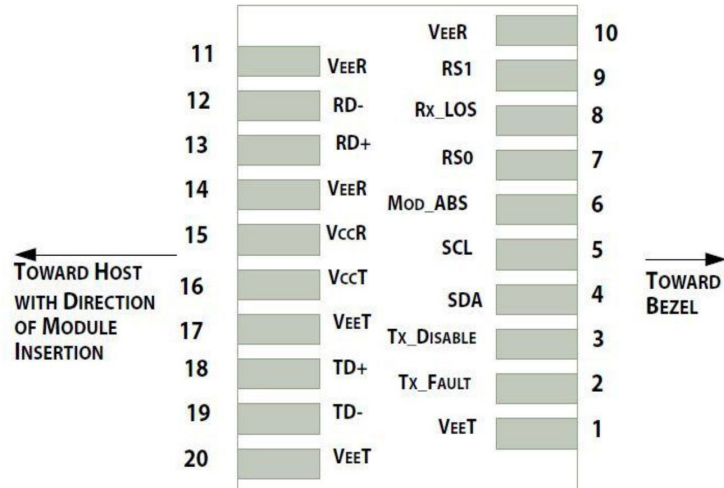 VEER 10
11 VEER
RS1 9
12 RD-
RX_LOS 8
13 RD+
RS0 7
14 VEER
MOD_ABS 6
15 VCCR
SCL 5
TOWARD HOST
WITH DIRECTION
OF MODULE
INSERTION
TOWARD
BEZEL
16 VCCT
SDA 4
17 VEET
TX_DISABLE 3
18 TD+
TX_FAULT 2
19 TD-
VEET 1
20 VEET